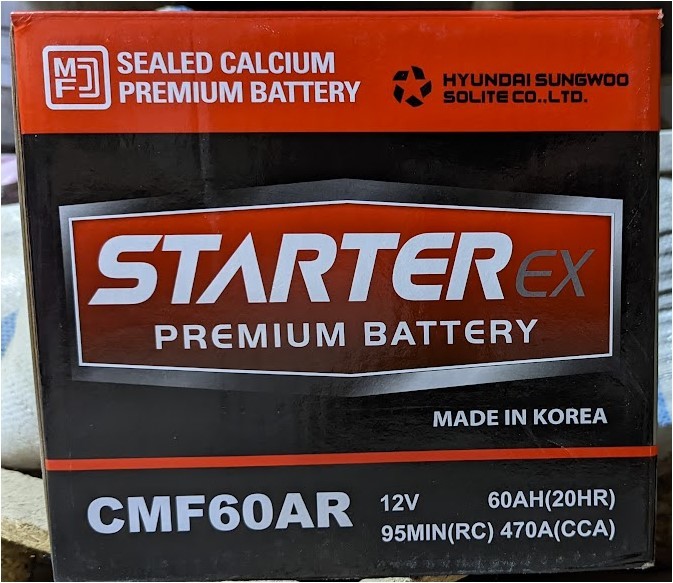 MF
SEALED CALCIUM
PREMIUM BATTERY
HYUNDAI SUNGWOO
SOLITE CO.,LTD.
STARTER EX
PREMIUM BATTERY
MADE IN KOREA
CMF60AR
12V 60AH(20HR)
95MIN(RC) 470A(CCA)